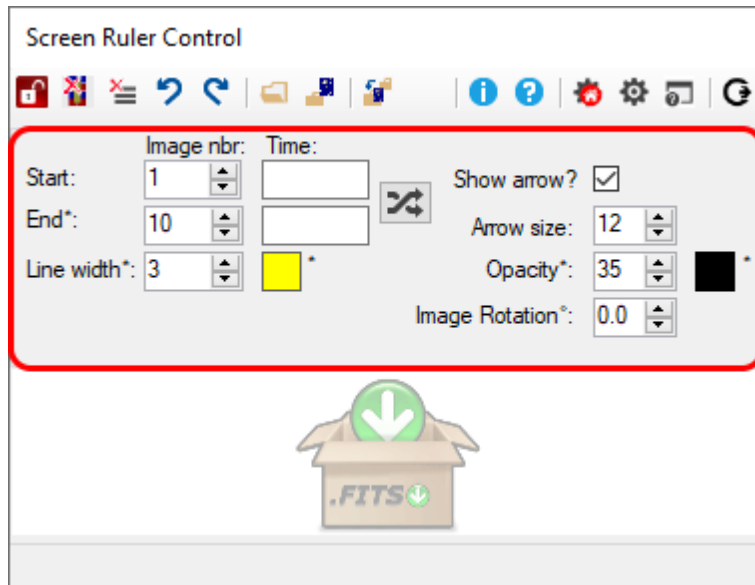 Screen Ruler Control
Image nbr: Time:
Start: 1 Show arrow?
End*: 10 Arrow size: 12
Line width*: 3 * Opacity*: 35 *
Image Rotation°: 0.0
.FITS